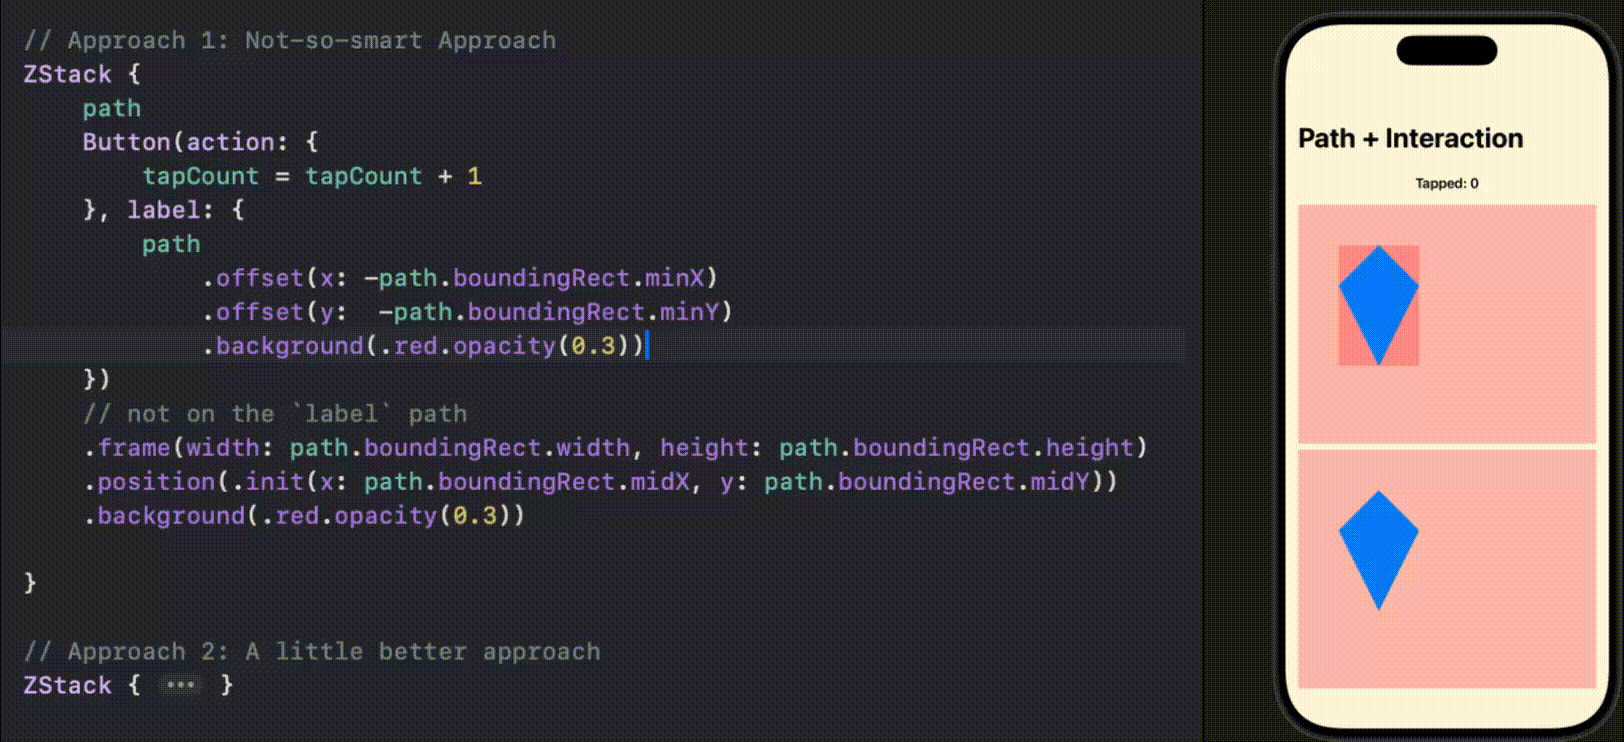 // Approach 1: Not-so-smart Approach
ZStack {
path
Button(action: {
tapCount = tapCount + 1
}, label: {
path
.offset(x: -path.boundingRect.minX)
.offset(y:  -path.boundingRect.minY)
.background(.red.opacity(0.3))
})
// not on the `label` path
.frame(width: path.boundingRect.width, height: path.boundingRect.height)
.position(.init(x: path.boundingRect.midX, y: path.boundingRect.midY))
.background(.red.opacity(0.3))
}
// Approach 2: A little better approach
ZStack { ••• }
Path + Interaction
Tapped: 0